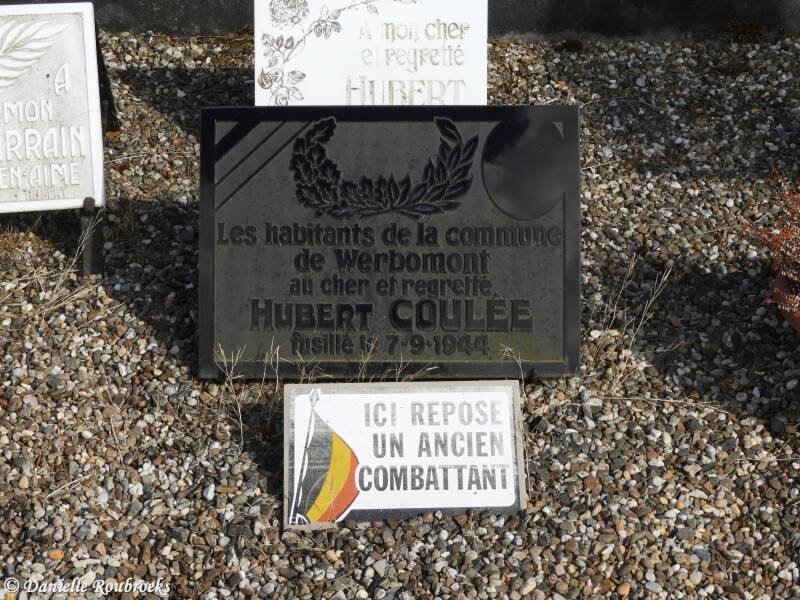 A mon cher
et regretté
HUBERT
A
MON
RRAIN
EN-AIMÉ
Les habitants de la commune
de Werbomont
au cher et regretté
HUBERT COULÉE
fusillé le 7-9-1944
ICI REPOSE
UN ANCIEN
COMBATTANT
© Danielle Roubroeks